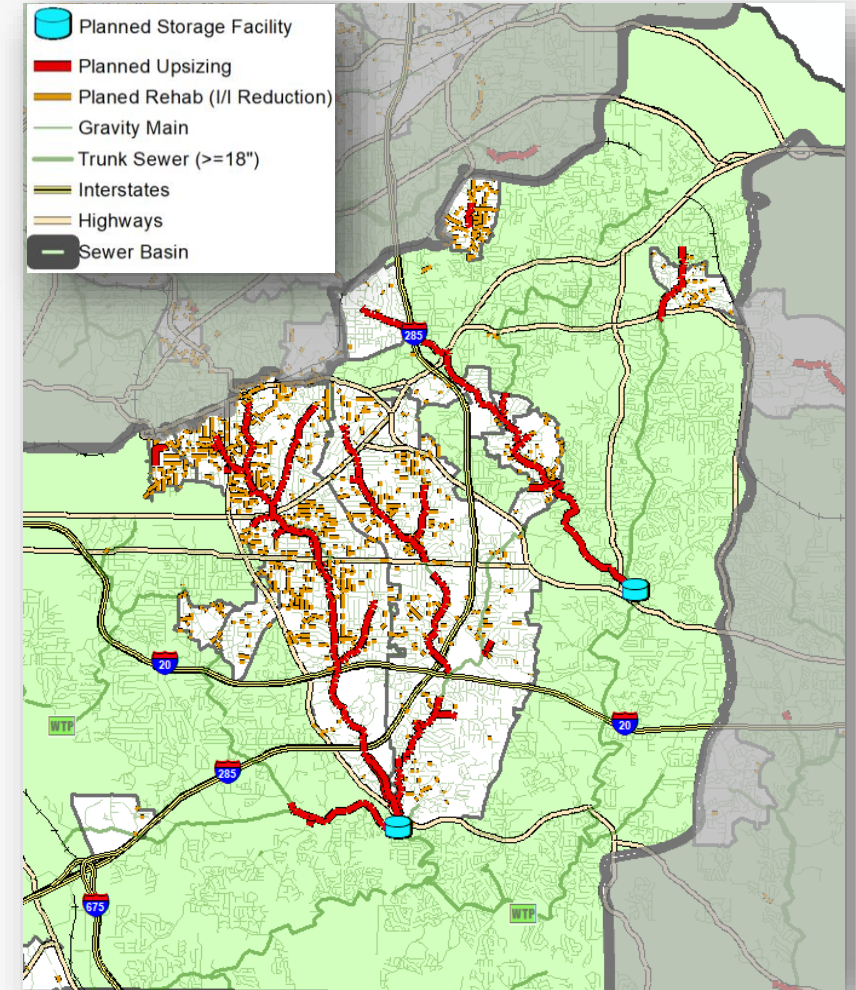 Planned Storage Facility
Planned Upsizing
Planed Rehab (I/I Reduction)
Gravity Main
Trunk Sewer (>=18")
Interstates
Highways
Sewer Basin
285
20
WTP
20
285
675
WTP